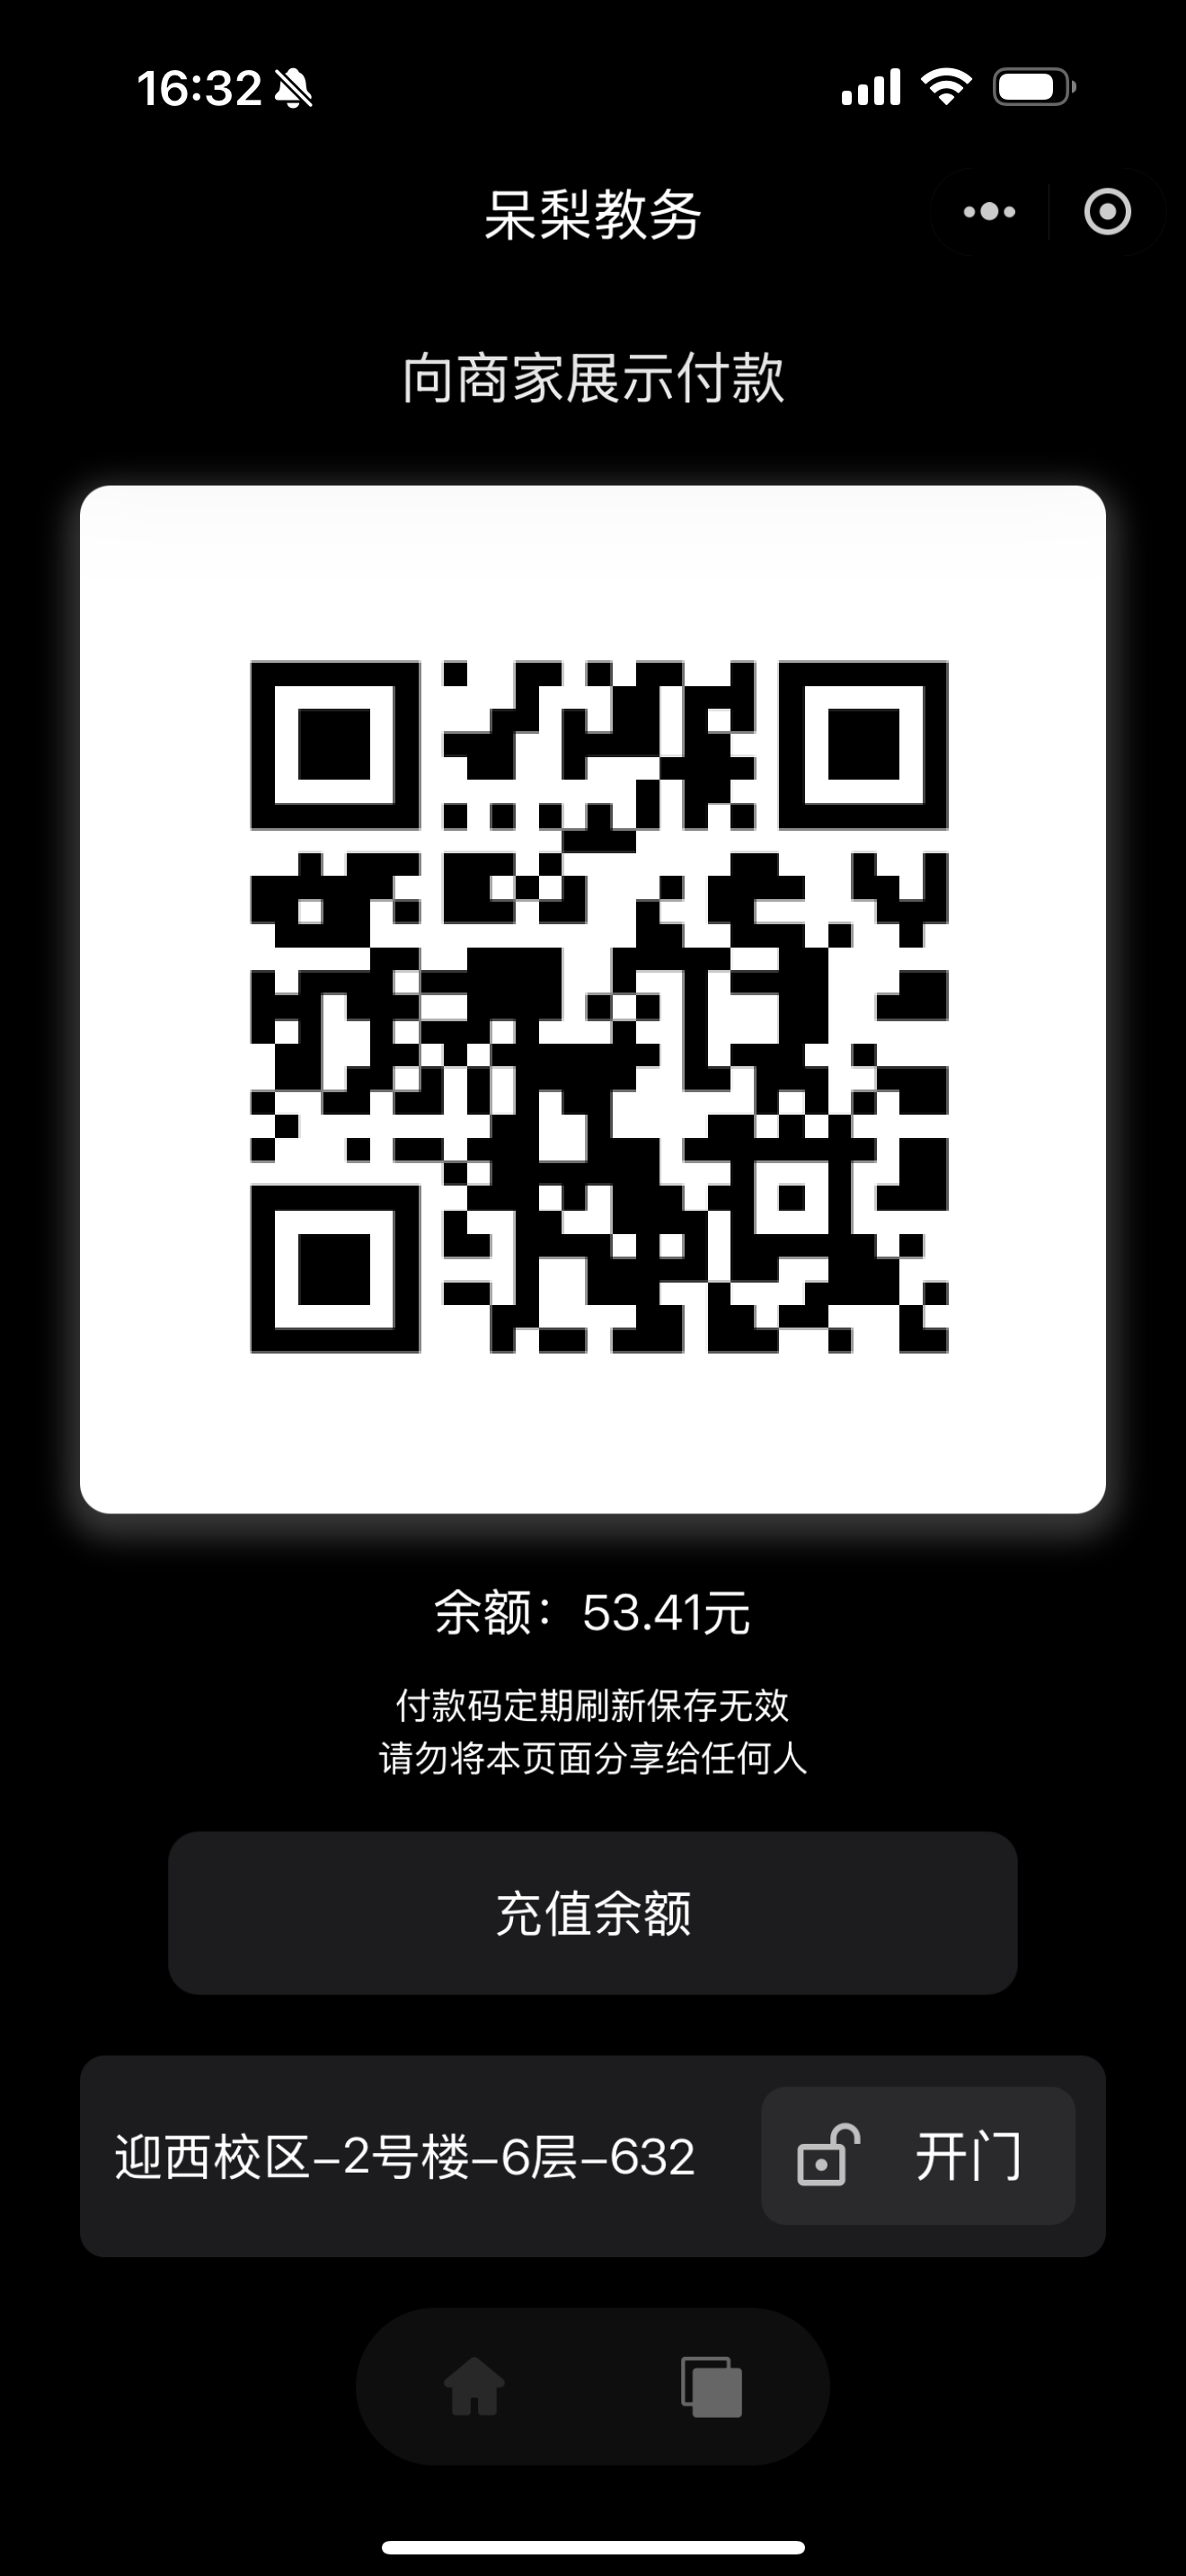 16:32
呆梨教务
向商家展示付款
余额：53.41元
付款码定期刷新保存无效
请勿将本页面分享给任何人
充值余额
迎西校区-2号楼-6层-632
开门